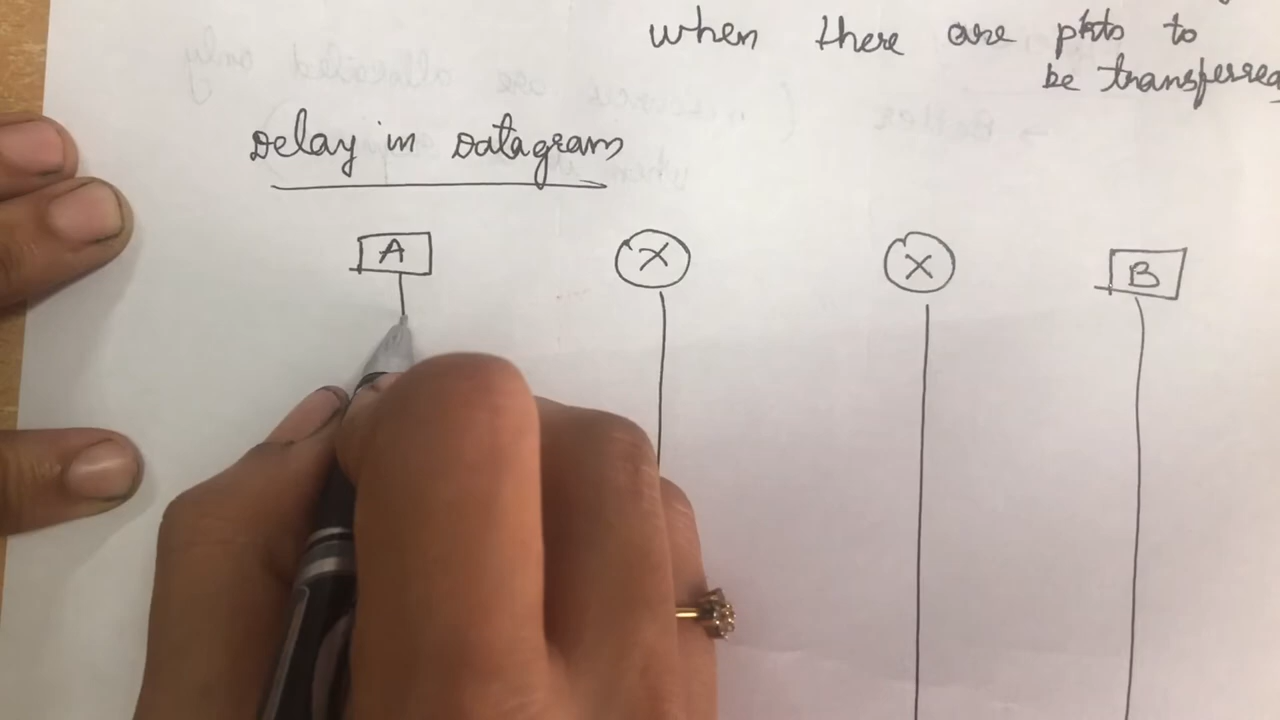 when there are pkts to
be transferred
Delay in Datagram
A X X B